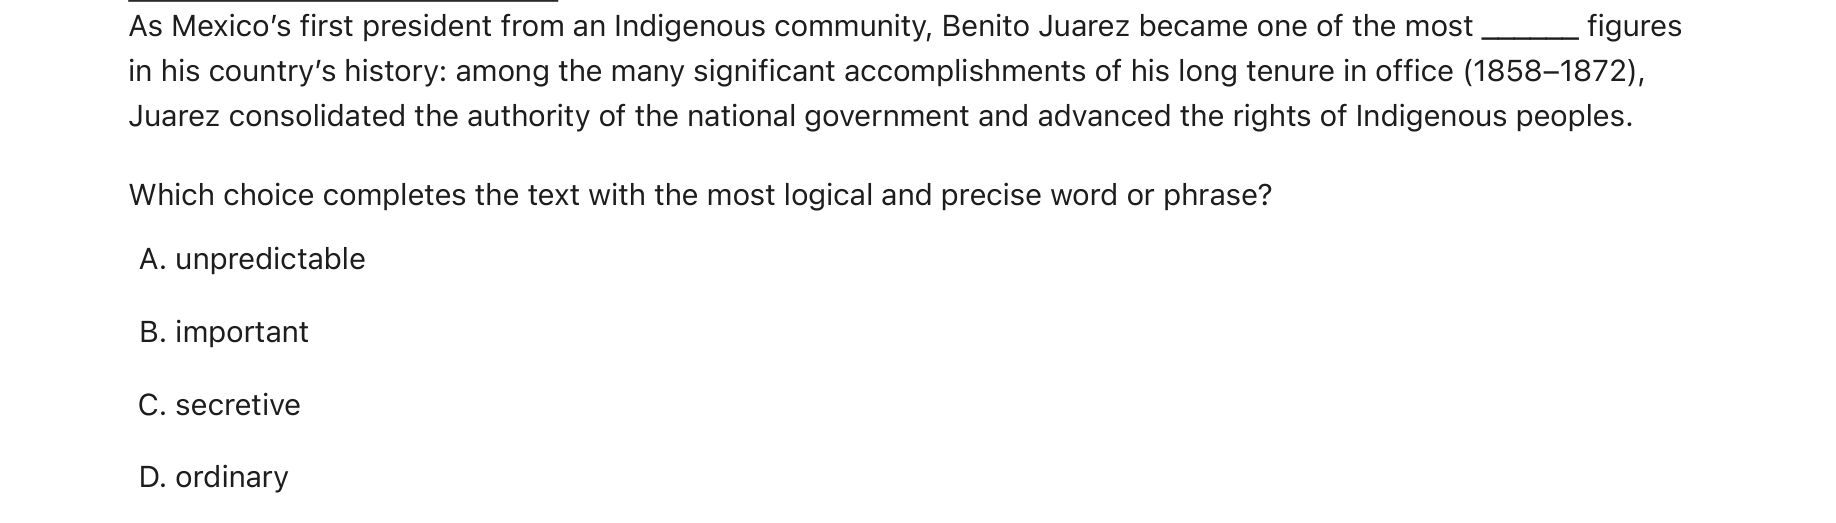 As Mexico’s first president from an Indigenous community, Benito Juarez became one of the most ______ figures
in his country’s history: among the many significant accomplishments of his long tenure in office (1858–1872),
Juarez consolidated the authority of the national government and advanced the rights of Indigenous peoples.
Which choice completes the text with the most logical and precise word or phrase?
A. unpredictable
B. important
C. secretive
D. ordinary